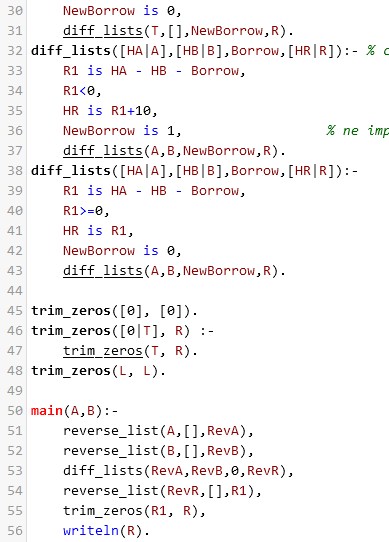 30 NewBorrow is 0,
31 diff_lists(T,[],NewBorrow,R).
32 diff_lists([HA|A],[HB|B],Borrow,[HR|R]):- %
33 R1 is HA - HB - Borrow,
34 R1<0,
35 HR is R1+10,
36 NewBorrow is 1, % ne imp
37 diff_lists(A,B,NewBorrow,R).
38 diff_lists([HA|A],[HB|B],Borrow,[HR|R]):-
39 R1 is HA - HB - Borrow,
40 R1>=0,
41 HR is R1,
42 NewBorrow is 0,
43 diff_lists(A,B,NewBorrow,R).
44
45 trim_zeros([0], [0]).
46 trim_zeros([0|T], R) :-
47 trim_zeros(T, R).
48 trim_zeros(L, L).
49
50 main(A,B):-
51 reverse_list(A,[],RevA),
52 reverse_list(B,[],RevB),
53 diff_lists(RevA,RevB,0,RevR),
54 reverse_list(RevR,[],R1),
55 trim_zeros(R1, R),
56 writeln(R).